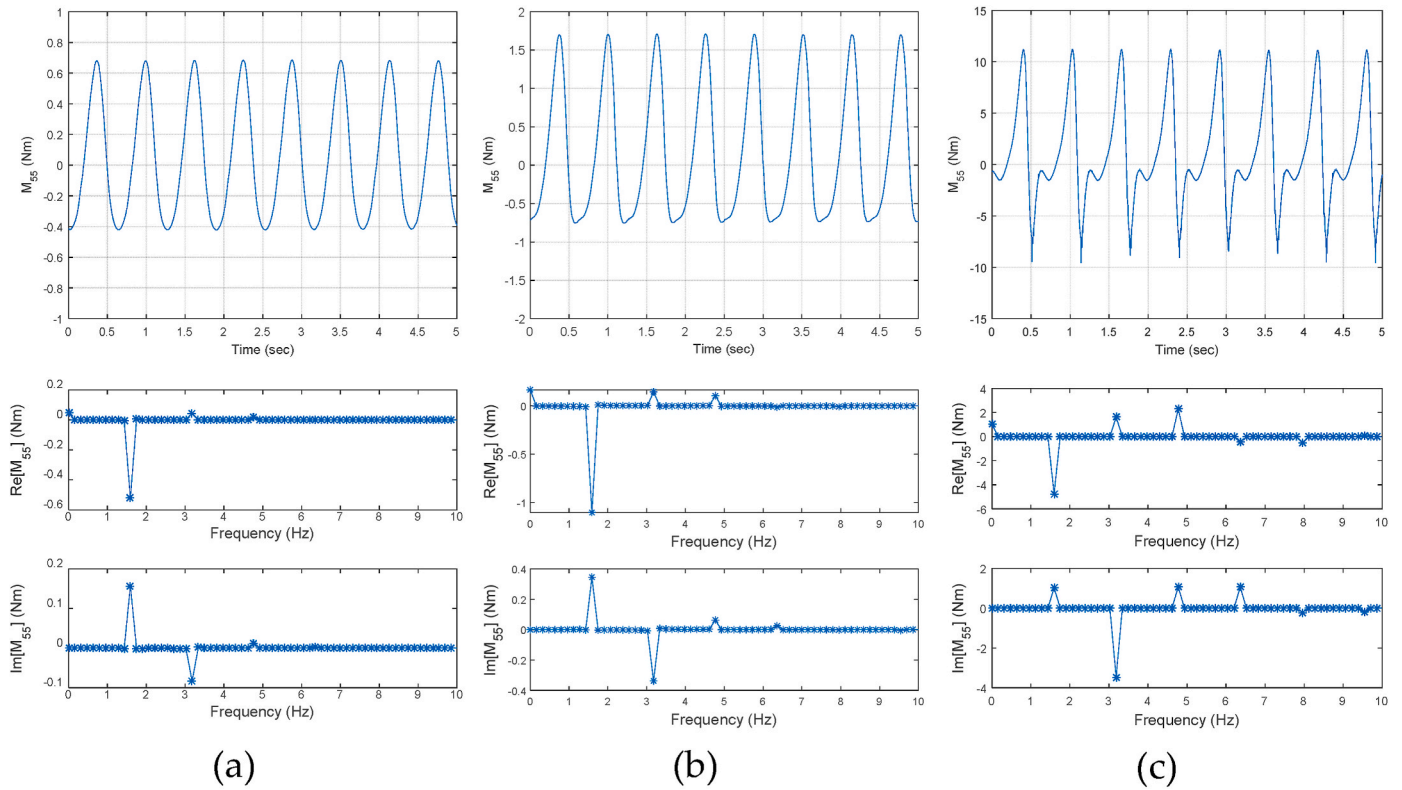 1
0.8
0.6
0.4
0.2
0
-0.2
-0.4
-0.6
-0.8
-1
M55 (Nm)
0 0.5 1 1.5 2 2.5 3 3.5 4 4.5 5
Time (sec)
0.2
0
-0.2
-0.4
-0.6
Re[M55] (Nm)
0 1 2 3 4 5 6 7 8 9 10
Frequency (Hz)
0.2
0.1
0
-0.1
Im[M55] (Nm)
0 1 2 3 4 5 6 7 8 9 10
Frequency (Hz)
(a)
2
1.5
1
0.5
0
-0.5
-1
-1.5
-2
M55 (Nm)
0 0.5 1 1.5 2 2.5 3 3.5 4 4.5 5
Time (sec)
0
-0.5
-1
Re[M55] (Nm)
0 1 2 3 4 5 6 7 8 9 10
Frequency (Hz)
0.4
0.2
0
-0.2
-0.4
Im[M55] (Nm)
0 1 2 3 4 5 6 7 8 9 10
Frequency (Hz)
(b)
15
10
5
0
-5
-10
-15
M55 (Nm)
0 0.5 1 1.5 2 2.5 3 3.5 4 4.5 5
Time (sec)
4
2
0
-2
-4
-6
Re[M55] (Nm)
0 1 2 3 4 5 6 7 8 9 10
Frequency (Hz)
2
0
-2
-4
Im[M55] (Nm)
0 1 2 3 4 5 6 7 8 9 10
Frequency (Hz)
(c)